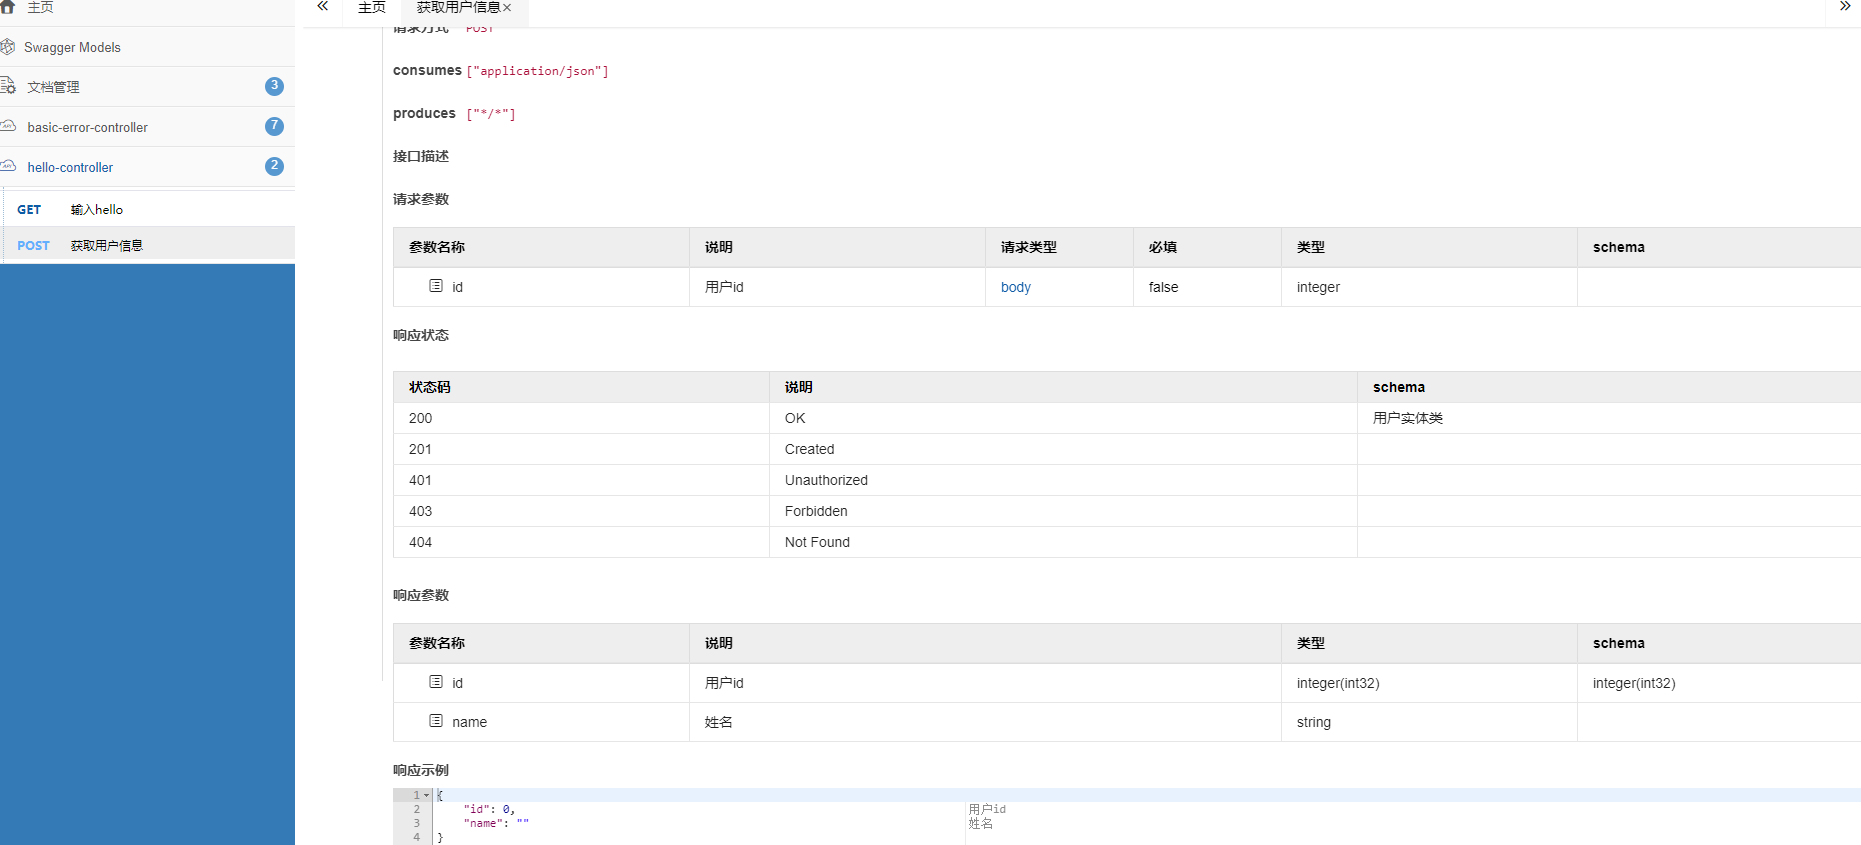 主页
Swagger Models
文档管理 3
basic-error-controller 7
hello-controller 2
GET 输入hello
POST 获取用户信息
主页 获取用户信息×
请求方式 POST
consumes ["application/json"]
produces ["*/*"]
接口描述
请求参数
参数名称 说明 请求类型 必填 类型 schema
id 用户id body false integer
响应状态
状态码 说明 schema
200 OK 用户实体类
201 Created
401 Unauthorized
403 Forbidden
404 Not Found
响应参数
参数名称 说明 类型 schema
id 用户id integer(int32) integer(int32)
name 姓名 string
响应示例
1 {
2 "id": 0, 用户id
3 "name": "" 姓名
4 }